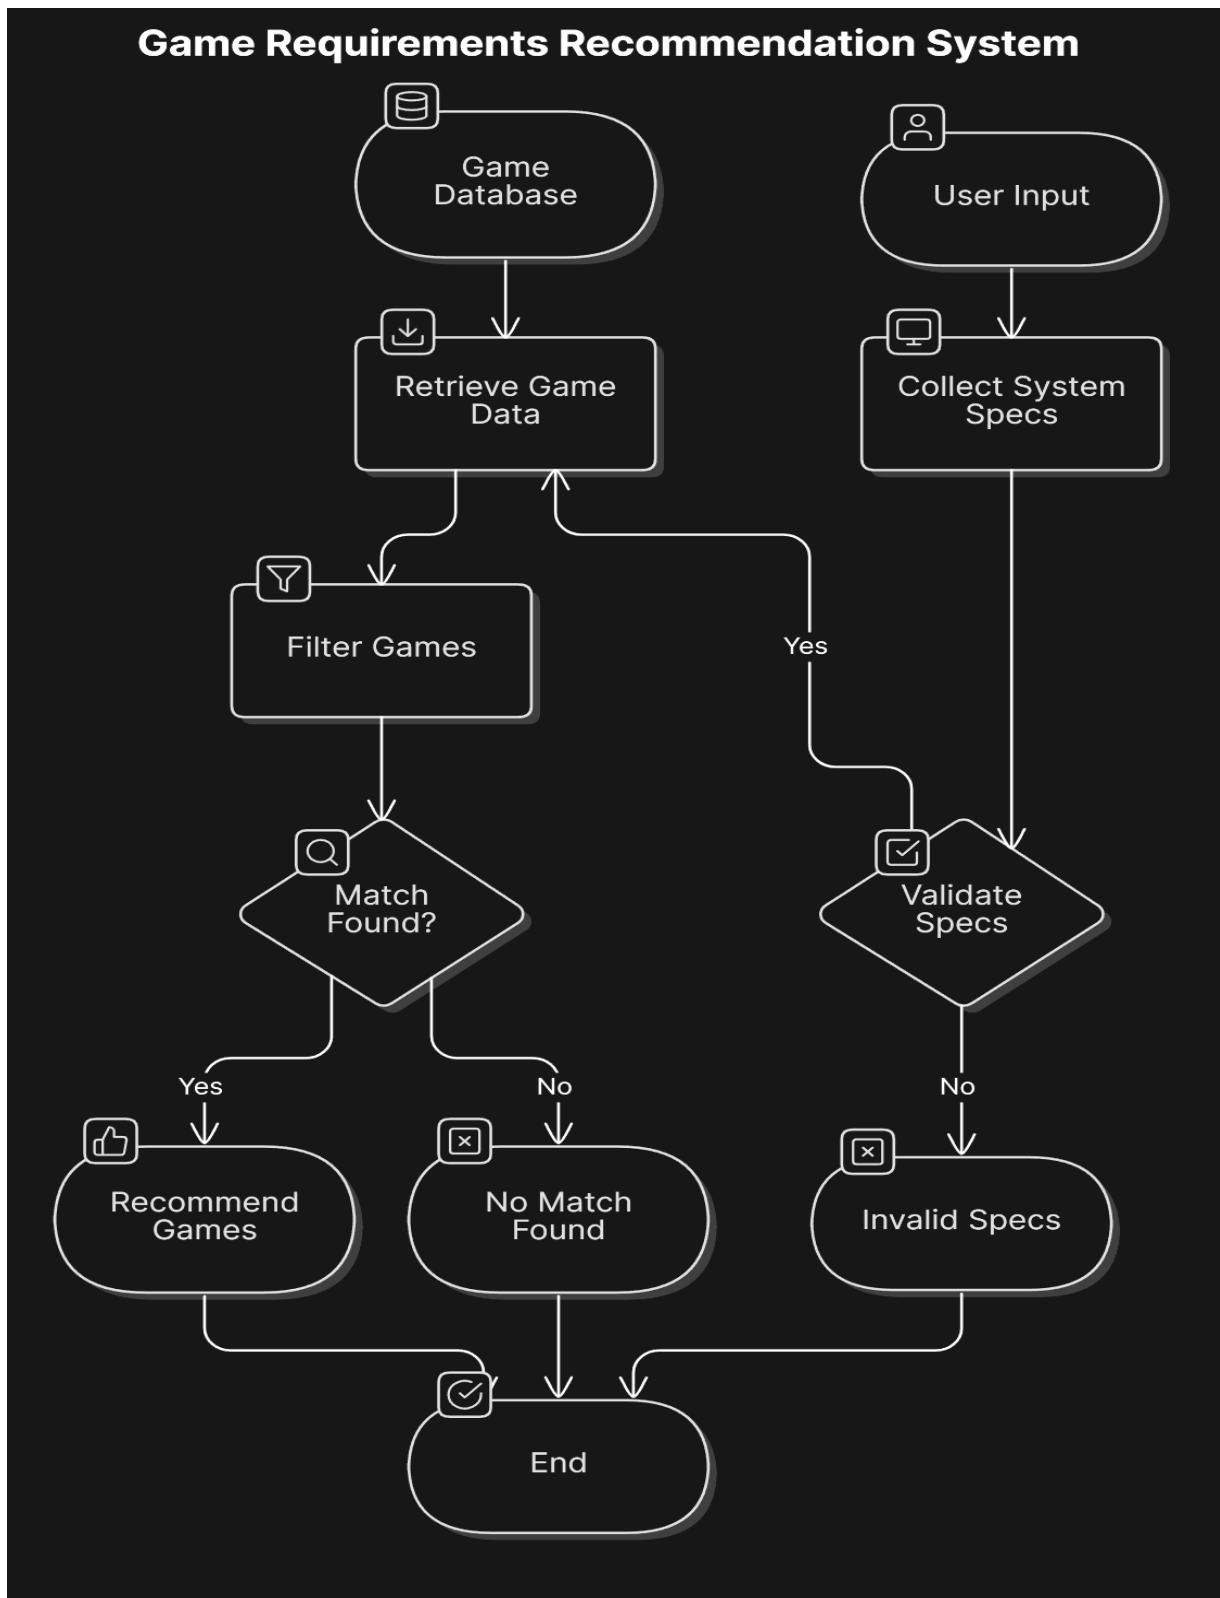 Game Requirements Recommendation System
Game
Database
User Input
Retrieve Game
Data
Collect System
Specs
Filter Games
Yes
Match
Found?
Validate
Specs
Yes
No
No
Recommend
Games
No Match
Found
Invalid Specs
End